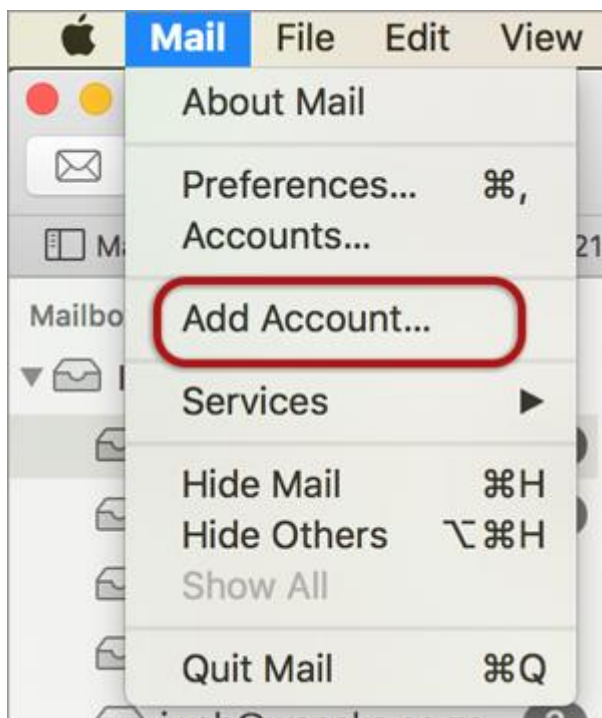 Mail File Edit View
About Mail
Preferences... ⌘,
Accounts...
21
Mailbo
Add Account...
Services ▶
Hide Mail ⌘H
Hide Others ⌥⌘H
Show All
Quit Mail ⌘Q